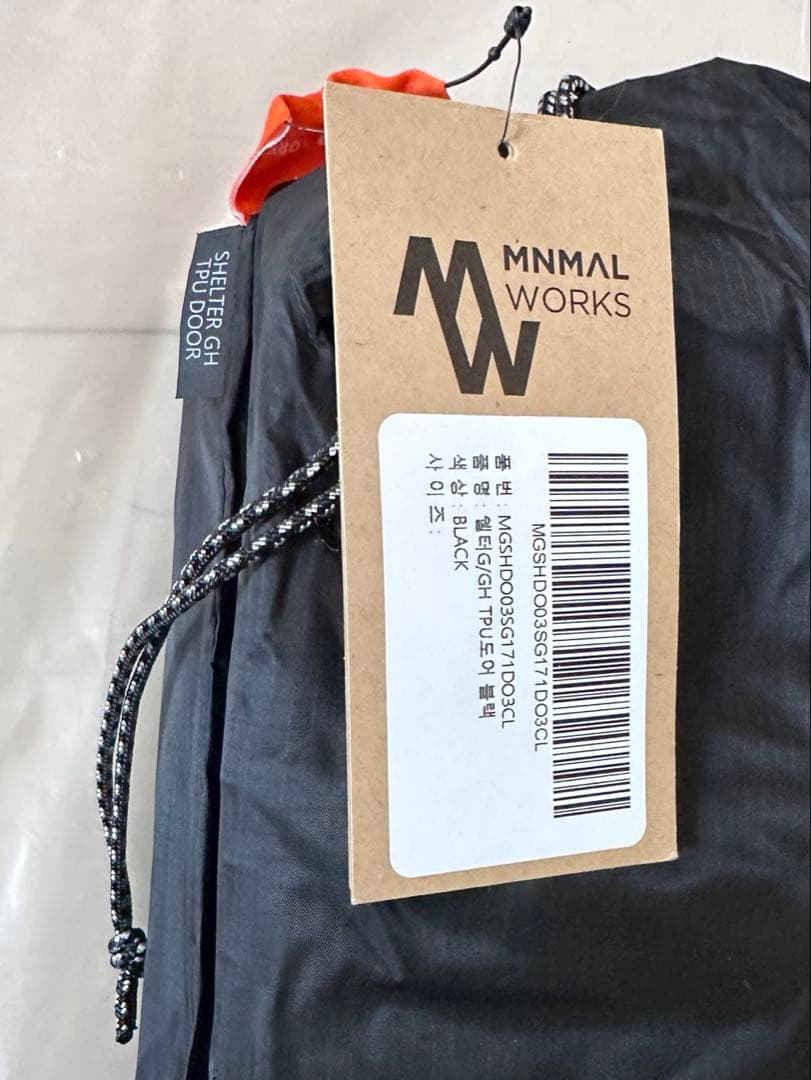 MNMAL
WORKS
SHELTER GH
TPU DOOR
MGSHDO03SG171DO3CL
품 번 : MGSHDO03SG171DO3CL
품 명 : 쉘터G/GH TPU도어 블랙
색 상 : BLACK
사 이 즈 :